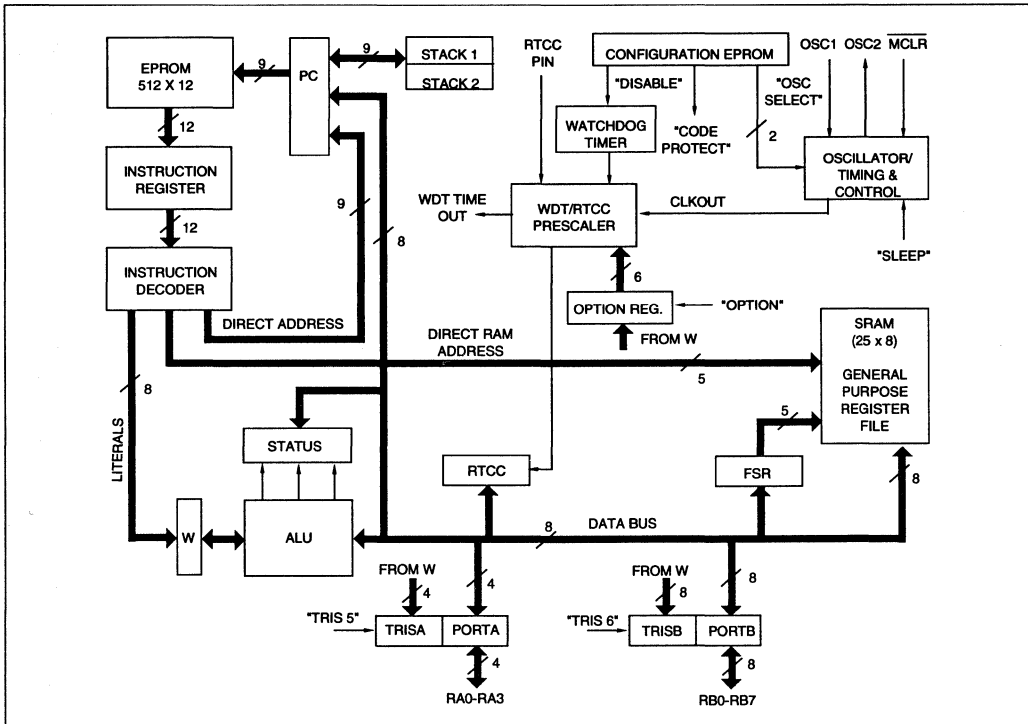 EPROM
512 X 12
9
PC
9
STACK 1
STACK 2
RTCC
PIN
CONFIGURATION EPROM
OSC1
OSC2
MCLR
"DISABLE"
"OSC
SELECT"
WATCHDOG
TIMER
"CODE
PROTECT"
2
OSCILLATOR/
TIMING &
CONTROL
12
INSTRUCTION
REGISTER
9
8
WDT TIME
OUT
WDT/RTCC
PRESCALER
CLKOUT
12
"SLEEP"
INSTRUCTION
DECODER
6
OPTION REG.
"OPTION"
FROM W
DIRECT ADDRESS
DIRECT RAM
ADDRESS
5
SRAM
(25 x 8)
GENERAL
PURPOSE
REGISTER
FILE
8
LITERALS
STATUS
RTCC
5
FSR
8
W
ALU
8
DATA BUS
FROM W
4
4
"TRIS 5"
TRISA
PORTA
4
RA0-RA3
FROM W
8
8
"TRIS 6"
TRISB
PORTB
8
RB0-RB7